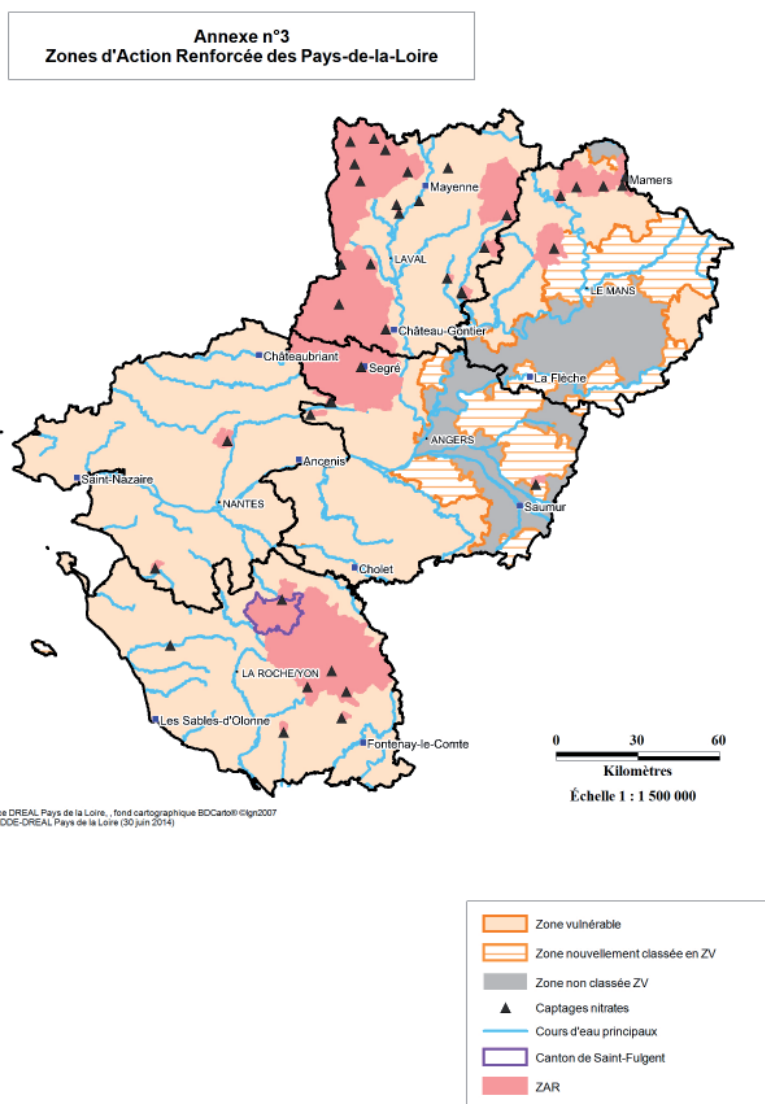 Annexe n°3
Zones d'Action Renforcée des Pays-de-la-Loire
Mayenne
Mamers
LAVAL
LE MANS
Château-Gontier
Châteaubriant
Segré
La Flèche
ANGERS
Ancenis
Saint-Nazaire
NANTES
Saumur
Cholet
LA ROCHE/YON
Les Sables-d'Olonne
Fontenay-le-Comte
0 30 60
Kilomètres
Échelle 1 : 1 500 000
DREAL Pays de la Loire, , fond cartographique BDCarto® ©Ign2007
DDE-DREAL Pays de la Loire (30 juin 2014)
Zone vulnérable
Zone nouvellement classée en ZV
Zone non classée ZV
Captages nitrates
Cours d'eau principaux
Canton de Saint-Fulgent
ZAR